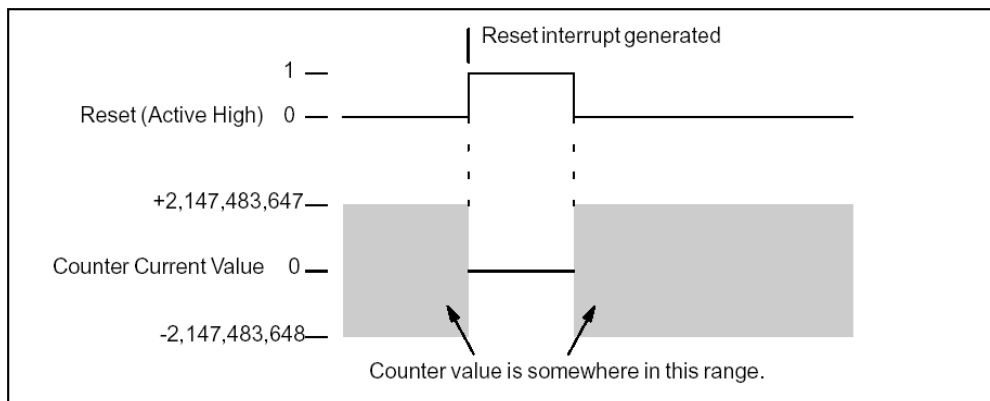 Reset interrupt generated
1
Reset (Active High) 0
+2,147,483,647
Counter Current Value 0
-2,147,483,648
Counter value is somewhere in this range.